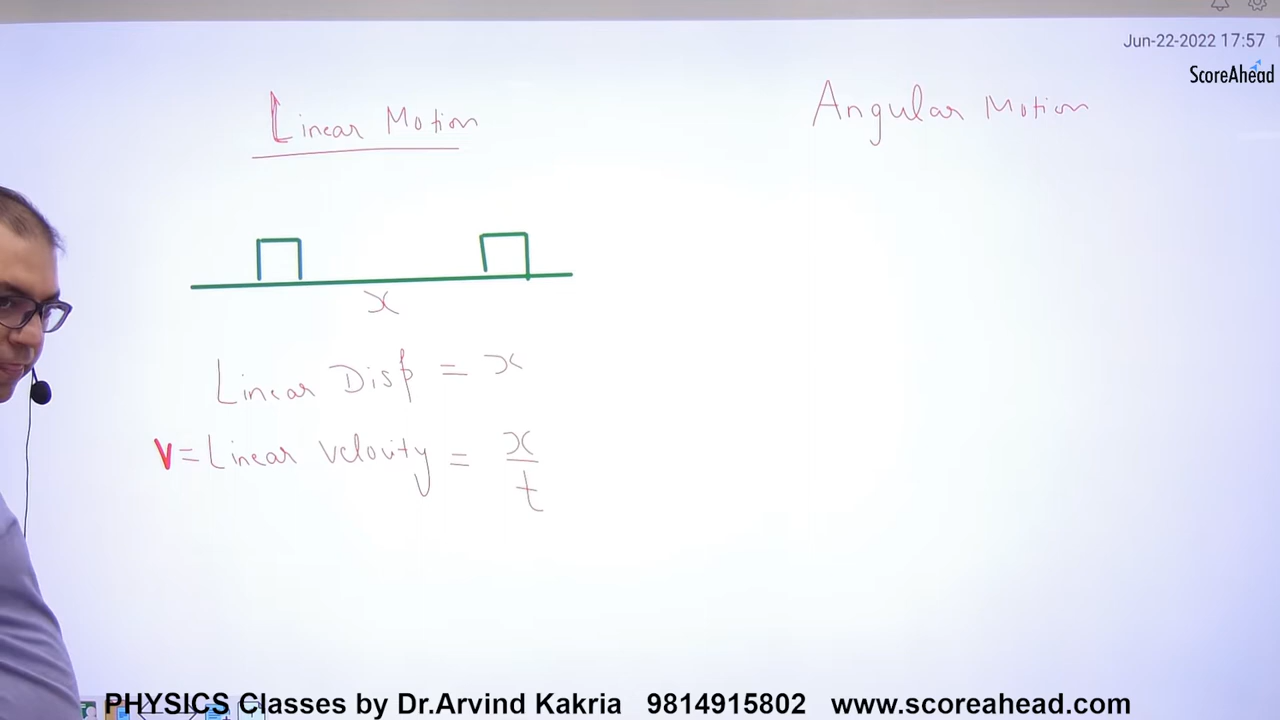 Jun-22-2022 17:57
ScoreAhead
Linear Motion
Angular Motion
x
Linear Disp = x
V = Linear velocity = x/t
PHYSICS Classes by Dr.Arvind Kakria 9814915802 www.scoreahead.com